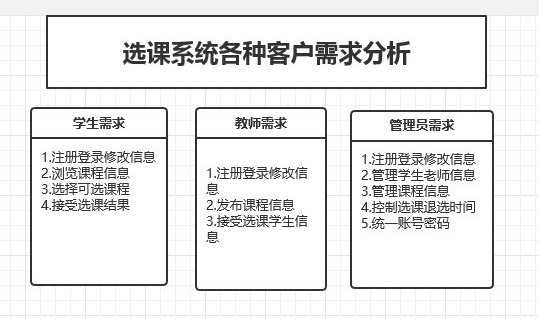 选课系统各种客户需求分析
学生需求
1.注册登录修改信息
2.浏览课程信息
3.选择可选课程
4.接受选课结果
教师需求
1.注册登录修改信
息
2.发布课程信息
3.接受选课学生信
息
管理员需求
1.注册登录修改信息
2.管理学生老师信息
3.管理课程信息
4.控制选课退选时间
5.统一账号密码